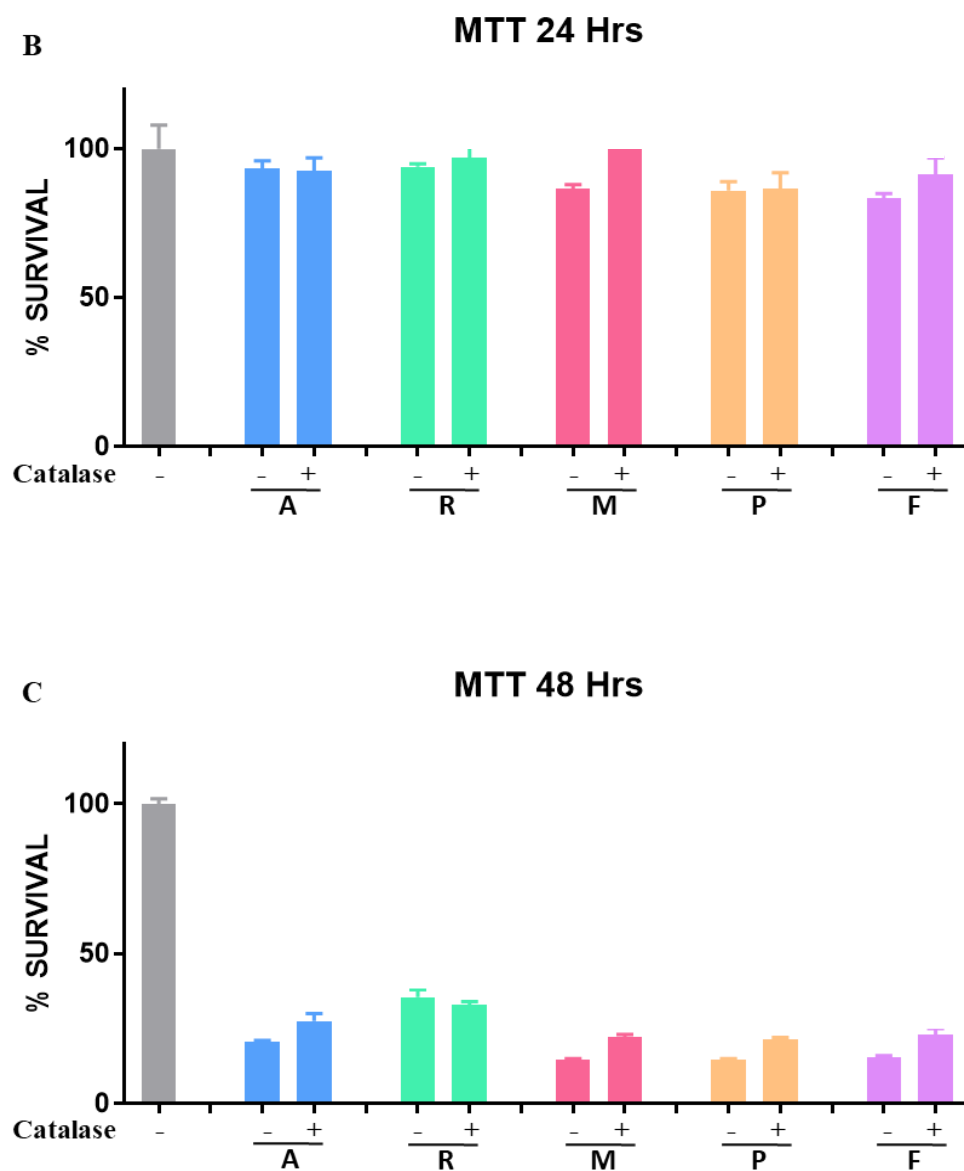 B
MTT 24 Hrs
% SURVIVAL
100
50
0
Catalase - - + - + - + - + - +
A R M P F
C
MTT 48 Hrs
% SURVIVAL
100
50
0
Catalase - - + - + - + - + - +
A R M P F